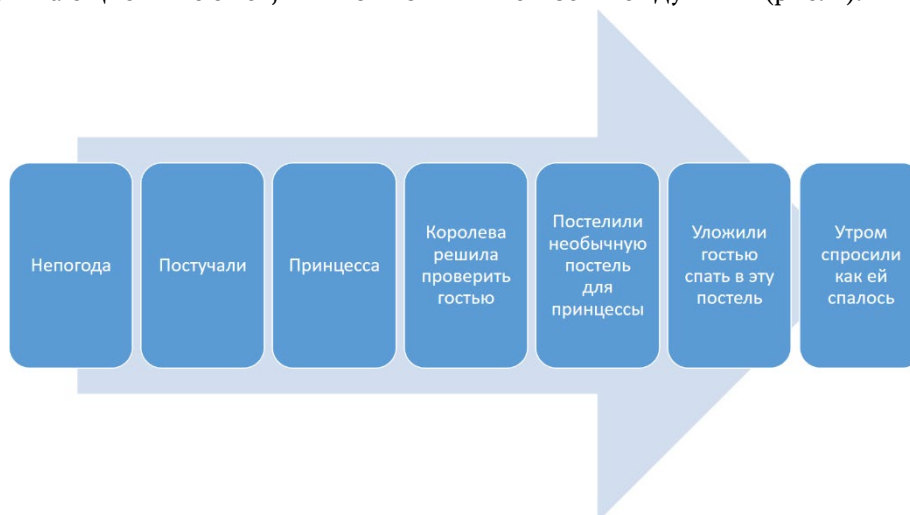 Непогода
Постучали
Принцесса
Королева
решила
проверить
гостью
Постелили
необычную
постель
для
принцессы
Уложили
гостью
спать в эту
постель
Утром
спросили
как ей
спалось